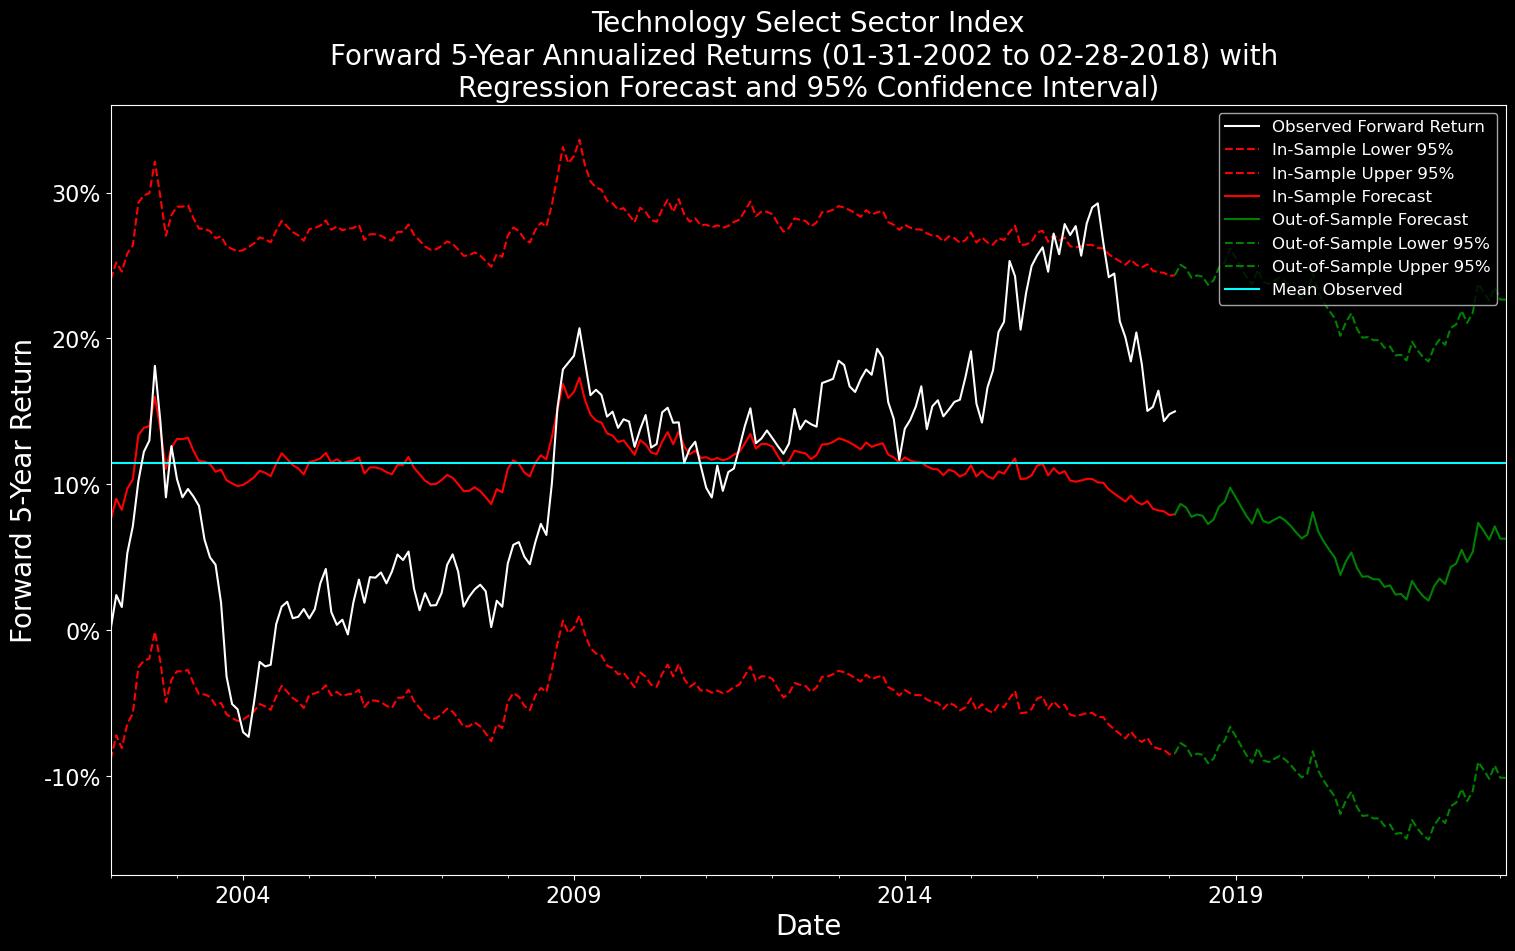 Technology Select Sector Index
Forward 5-Year Annualized Returns (01-31-2002 to 02-28-2018) with
Regression Forecast and 95% Confidence Interval)
Observed Forward Return
In-Sample Lower 95%
In-Sample Upper 95%
In-Sample Forecast
Out-of-Sample Forecast
Out-of-Sample Lower 95%
Out-of-Sample Upper 95%
Mean Observed
Forward 5-Year Return
30%
20%
10%
0%
-10%
2004
2009
2014
2019
Date